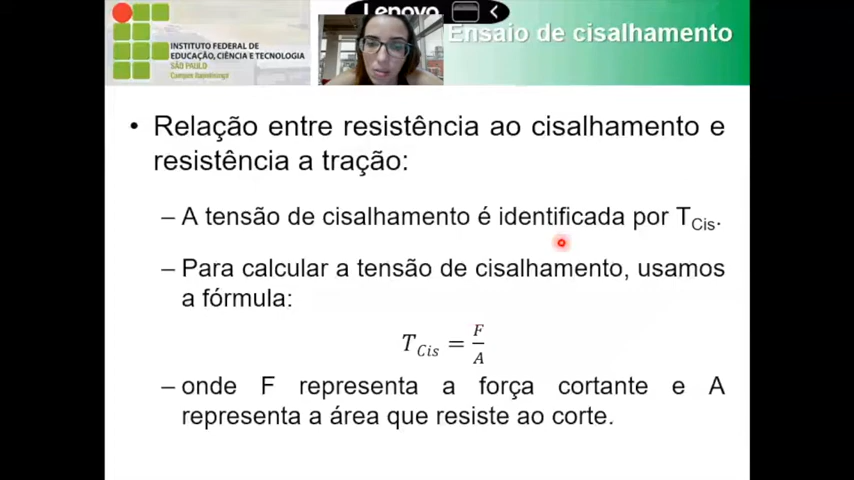 Lenovo
Ensaio de cisalhamento
INSTITUTO FEDERAL DE
EDUCAÇÃO, CIÊNCIA E TECNOLOGIA
SÃO PAULO
• Relação entre resistência ao cisalhamento e
resistência a tração:
– A tensão de cisalhamento é identificada por T_Cis.
– Para calcular a tensão de cisalhamento, usamos
a fórmula:
T_Cis = F/A
– onde F representa a força cortante e A
representa a área que resiste ao corte.